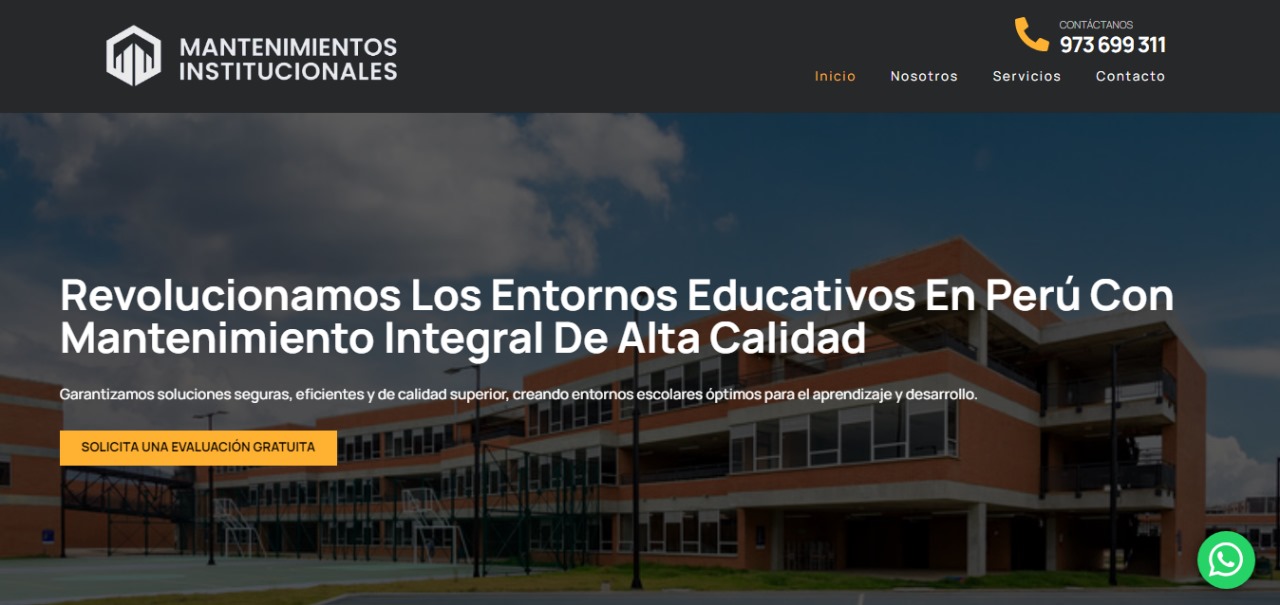 MANTENIMIENTOS
INSTITUCIONALES
CONTÁCTANOS
973 699 311
Inicio Nosotros Servicios Contacto
Revolucionamos Los Entornos Educativos En Perú Con
Mantenimiento Integral De Alta Calidad
Garantizamos soluciones seguras, eficientes y de calidad superior, creando entornos escolares óptimos para el aprendizaje y desarrollo.
SOLICITA UNA EVALUACIÓN GRATUITA